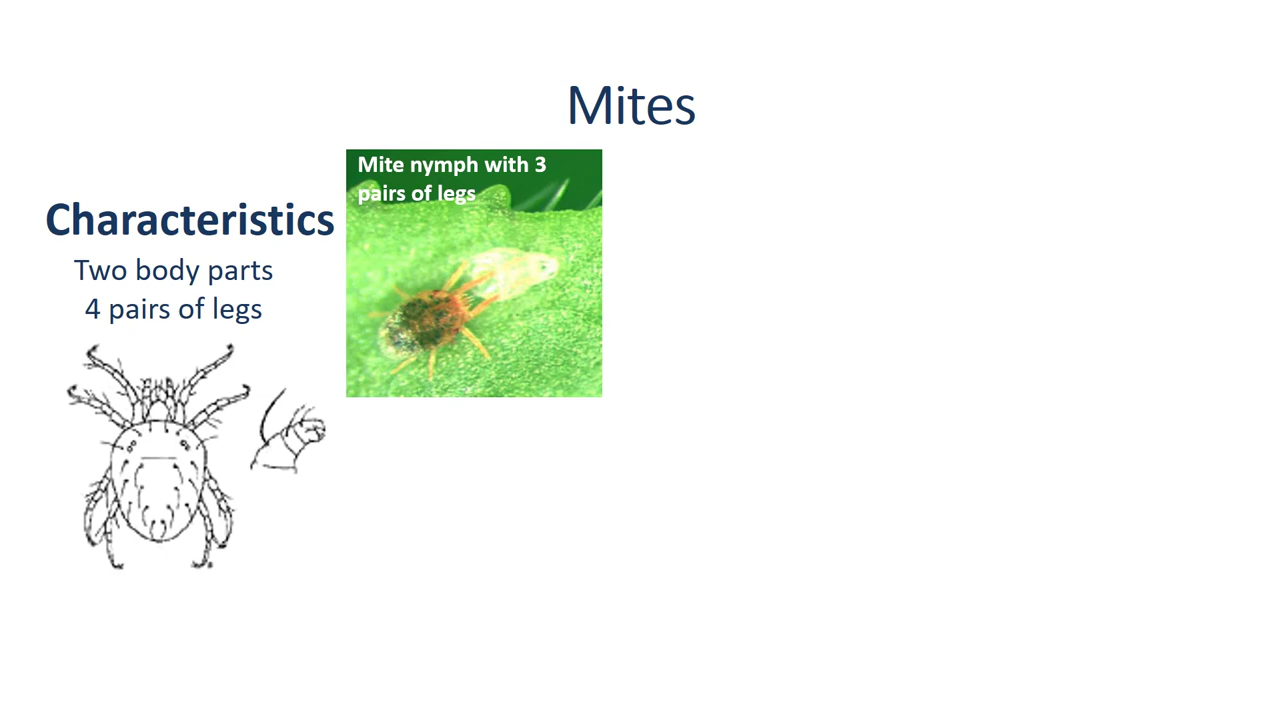 Mites
Mite nymph with 3
pairs of legs
Characteristics
Two body parts
4 pairs of legs